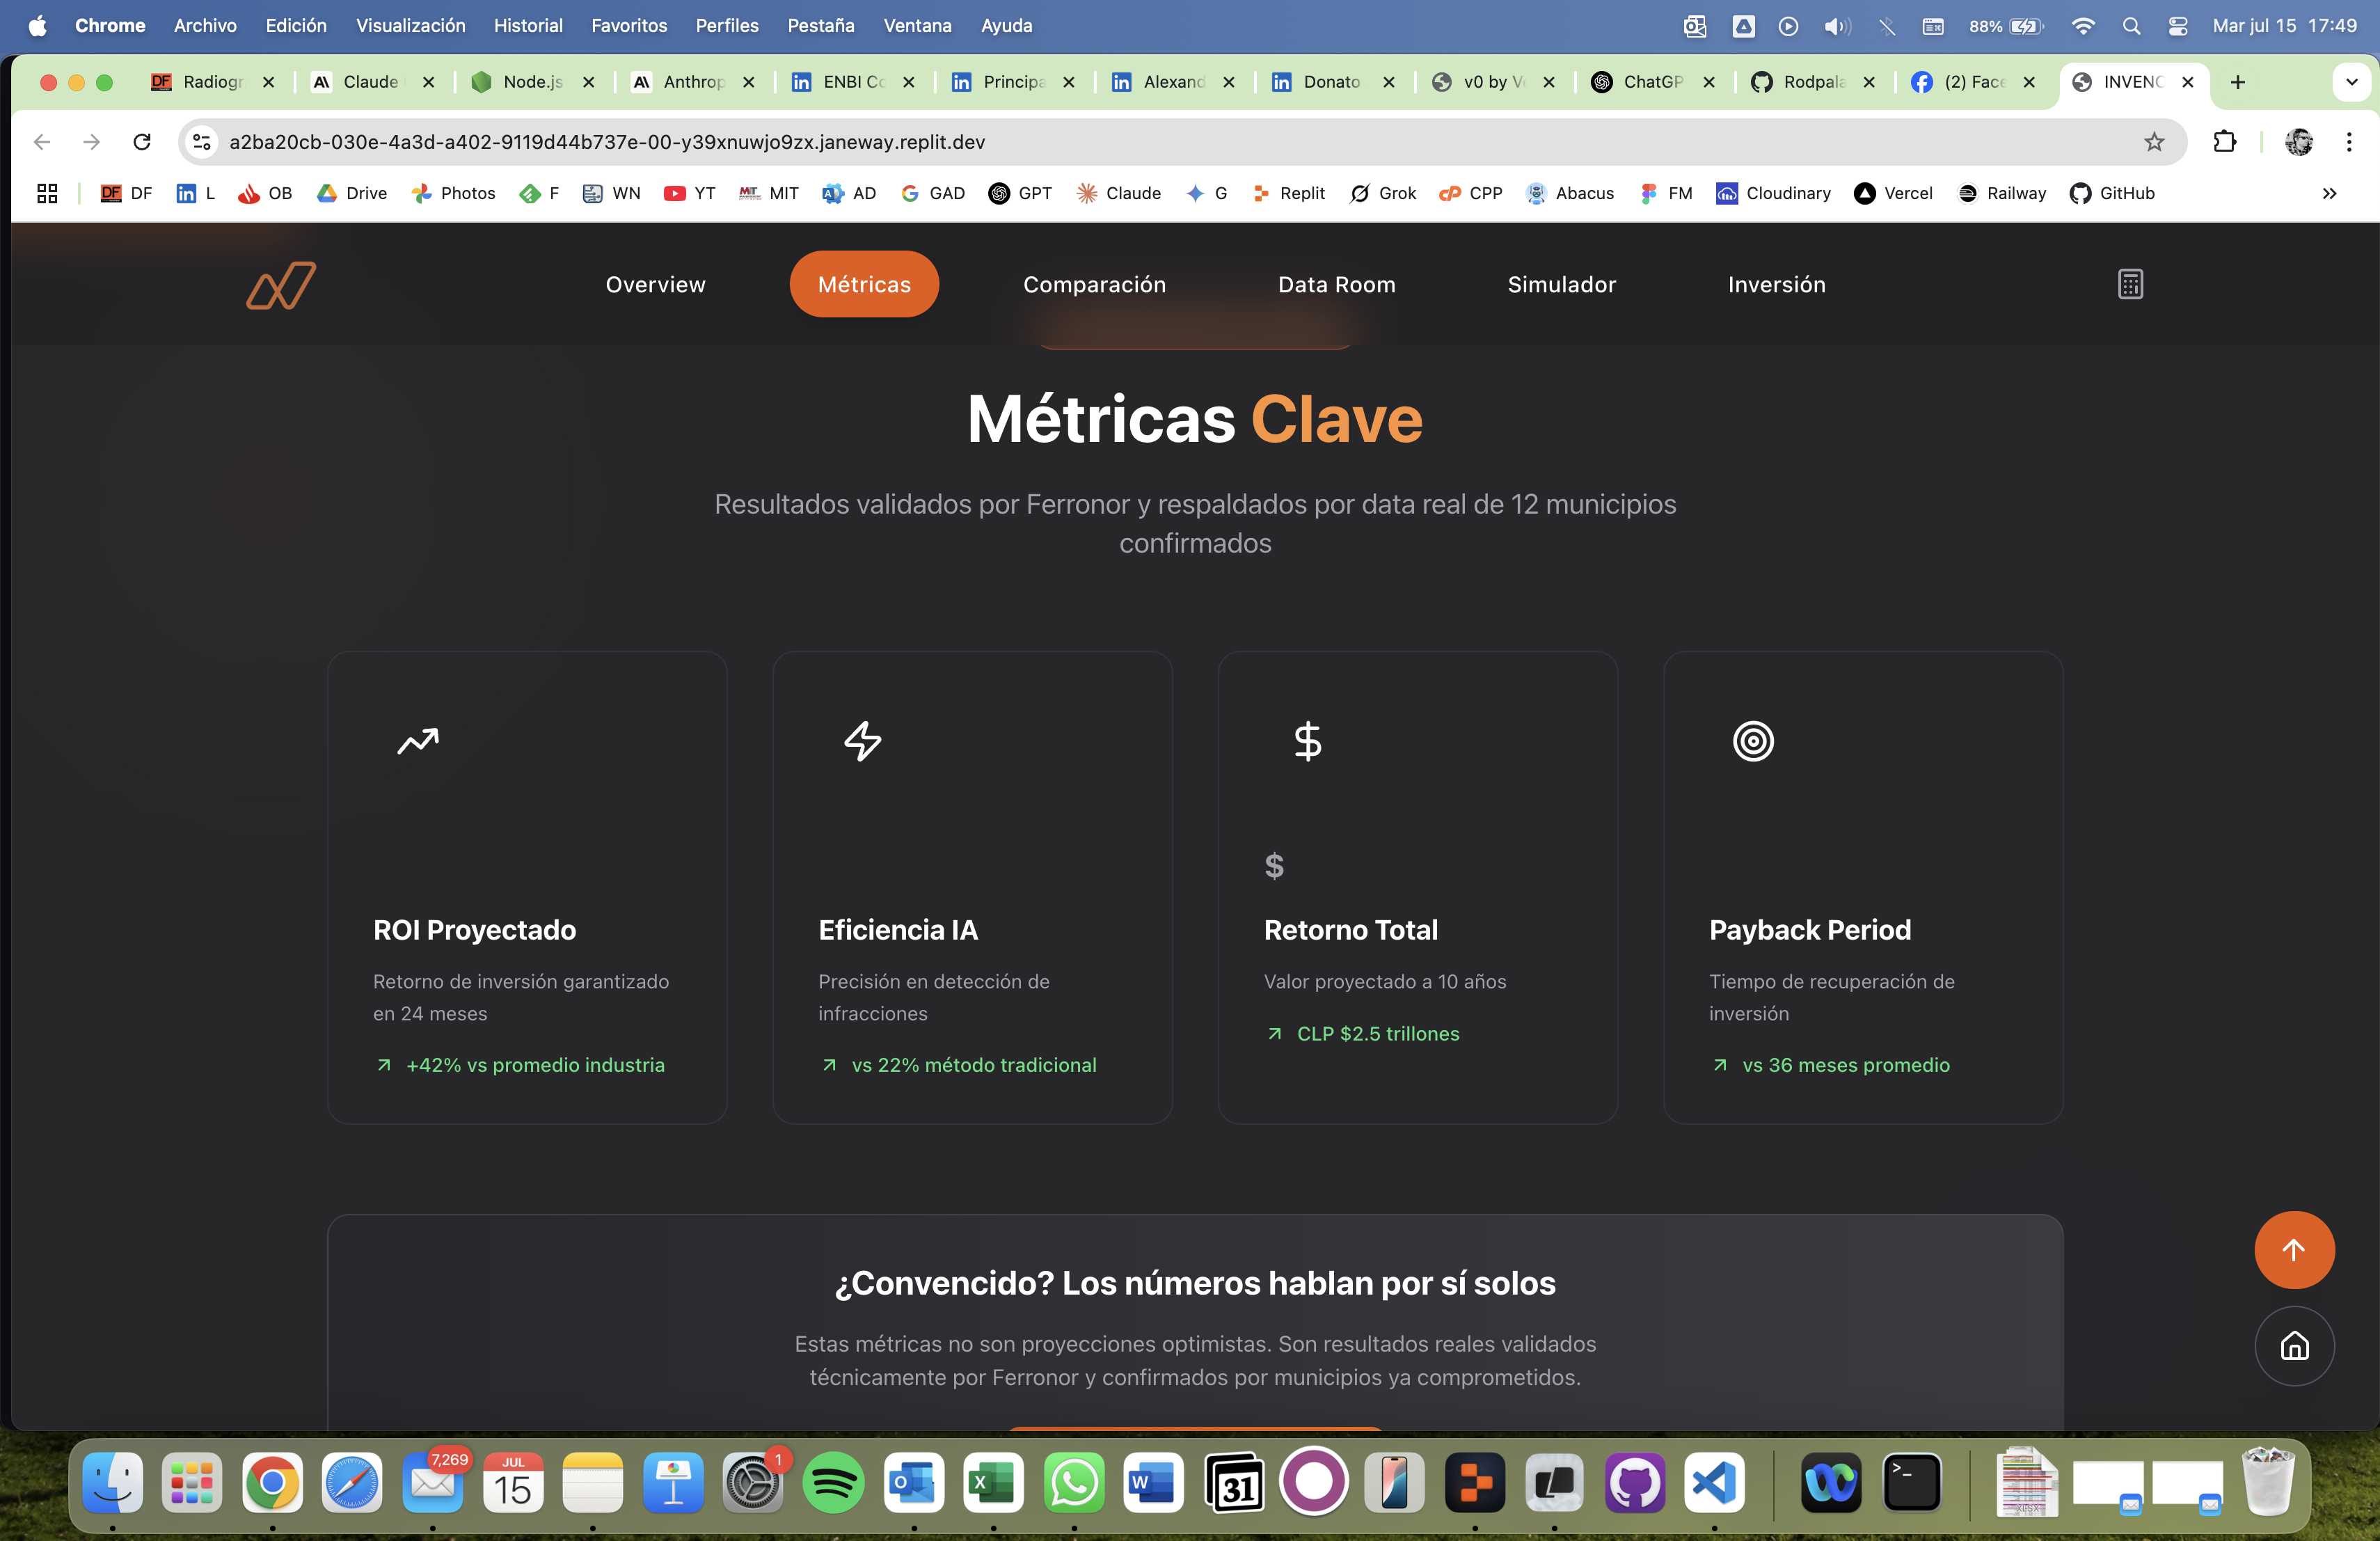 Chrome Archivo Edición Visualización Historial Favoritos Perfiles Pestaña Ventana Ayuda 88% Mar jul 15 17:49
DF Radiogr Claude Node.js Anthrop ENBI Co Principa Alexand Donato v0 by V ChatGP Rodpala (2) Face INVENC
a2ba20cb-030e-4a3d-a402-9119d44b737e-00-y39xnuwjo9zx.janeway.replit.dev
DF DF L OB Drive Photos F WN YT MIT MIT AD GAD GPT Claude G Replit Grok CPP Abacus FM Cloudinary Vercel Railway GitHub
Overview Métricas Comparación Data Room Simulador Inversión
Métricas Clave
Resultados validados por Ferronor y respaldados por data real de 12 municipios
confirmados
$
ROI Proyectado
Retorno de inversión garantizado
en 24 meses
+42% vs promedio industria
Eficiencia IA
Precisión en detección de
infracciones
vs 22% método tradicional
$
Retorno Total
Valor proyectado a 10 años
CLP $2.5 trillones
Payback Period
Tiempo de recuperación de
inversión
vs 36 meses promedio
¿Convencido? Los números hablan por sí solos
Estas métricas no son proyecciones optimistas. Son resultados reales validados
técnicamente por Ferronor y confirmados por municipios ya comprometidos.
7,269 JUL 15 1 31 XLSX